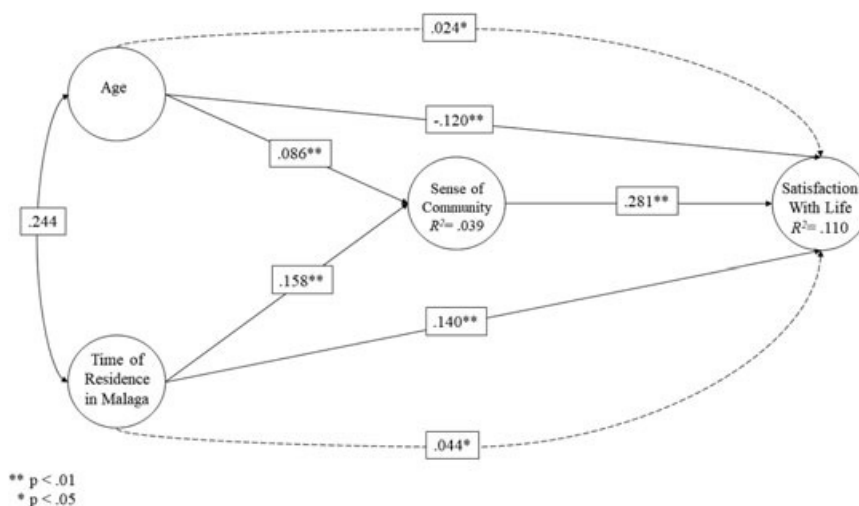 .024*
Age
-.120**
.086**
Sense of
Community
R²= .039
.281**
Satisfaction
With Life
R²= .110
.244
.158**
.140**
Time of
Residence
in Malaga
.044*
** p < .01
* p < .05